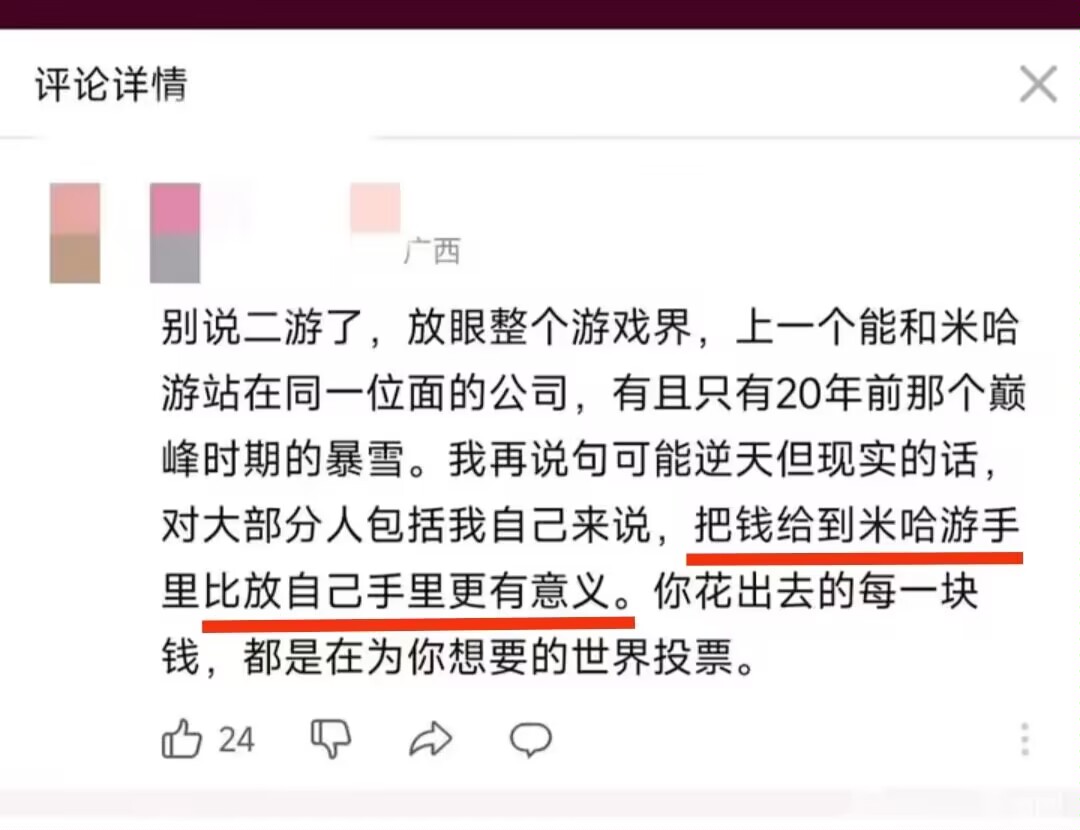 评论详情
广西
别说二游了，放眼整个游戏界，上一个能和米哈
游站在同一位面的公司，有且只有20年前那个巅
峰时期的暴雪。我再说句可能逆天但现实的话，
对大部分人包括我自己来说，把钱给到米哈游手
里比放自己手里更有意义。你花出去的每一块
钱，都是在为你想要的世界投票。
24